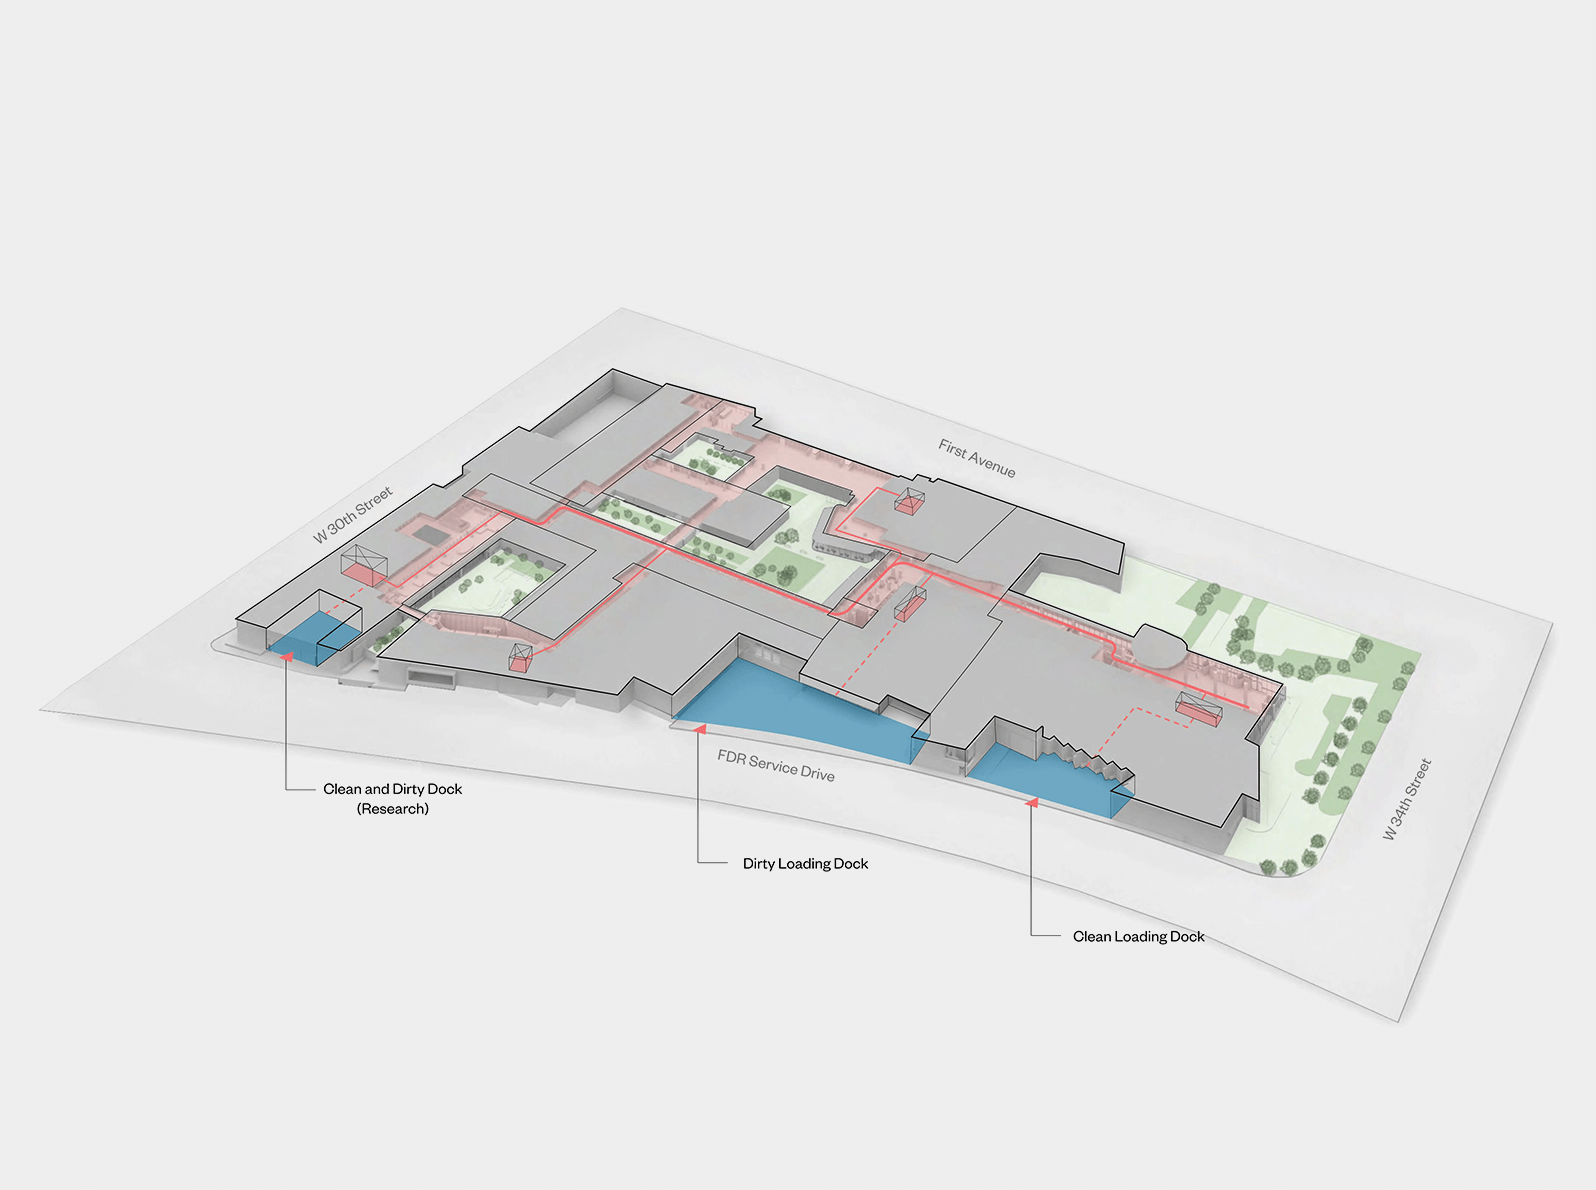 First Avenue
W 30th Street
FDR Service Drive
W 34th Street
Clean and Dirty Dock
(Research)
Dirty Loading Dock
Clean Loading Dock